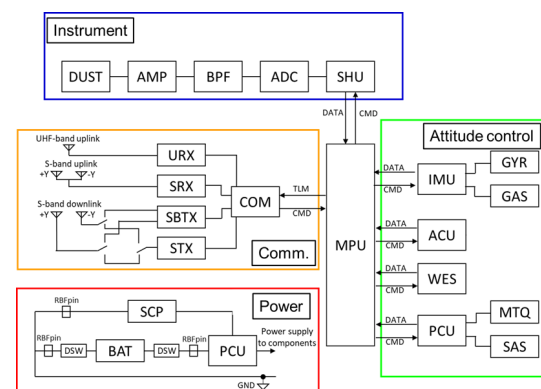 Instrument
DUST
AMP
BPF
ADC
SHU
DATA
CMD
UHF-band uplink
S-band uplink
+Y
-Y
S-band downlink
+Y
-Y
URX
SRX
SBTX
STX
COM
TLM
CMD
Comm.
MPU
Attitude control
DATA
CMD
IMU
GYR
GAS
DATA
CMD
ACU
DATA
CMD
WES
DATA
CMD
PCU
MTQ
SAS
Power
RBFpin
SCP
RBFpin
DSW
BAT
DSW
RBFpin
PCU
Power supply
to components
GND